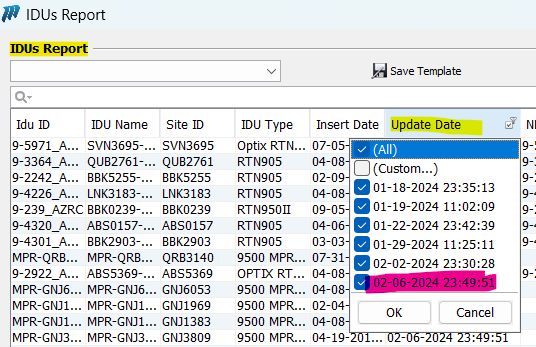 IDUs Report
IDUs Report
Save Template
Idu ID IDU Name Site ID IDU Type Insert Date Update Date
9-5971_A... SVN3695-... SVN3695 Optix RTN... 07-05-
9-3364_A... QUB2761-... QUB2761 RTN905 04-08-
9-2242_A... BBK5255-... BBK5255 RTN905 04-08-
9-4226_A... LNK3183-... LNK3183 RTN905 04-08-
9-239_AZRC BBK0239-... BBK0239 RTN950II 09-05-
9-4320_A... ABS0157-... ABS0157 RTN905 04-08-
9-4301_A... BBK2903-... BBK2903 RTN905 03-03-
MPR-QRB... MPR-QRB... QRB3140 9500 MPR... 07-31-
9-2922_A... ABS5369-... ABS5369 OPTIX RT... 04-08-
MPR-GNJ6... MPR-GNJ6... GNJ6053 9500 MPR... 04-08-
MPR-GNJ1... MPR-GNJ1... GNJ1969 9500 MPR... 02-04-
MPR-GNJ1... MPR-GNJ1... GNJ1383 9500 MPR... 04-08-
MPR-GNJ3... MPR-GNJ3... GNJ3809 9500 MPR... 04-19-201... 02-06-2024 23:49:51
(All)
(Custom...)
01-18-2024 23:35:13
01-19-2024 11:02:09
01-22-2024 23:42:39
01-29-2024 11:25:11
02-02-2024 23:30:28
02-06-2024 23:49:51
OK Cancel